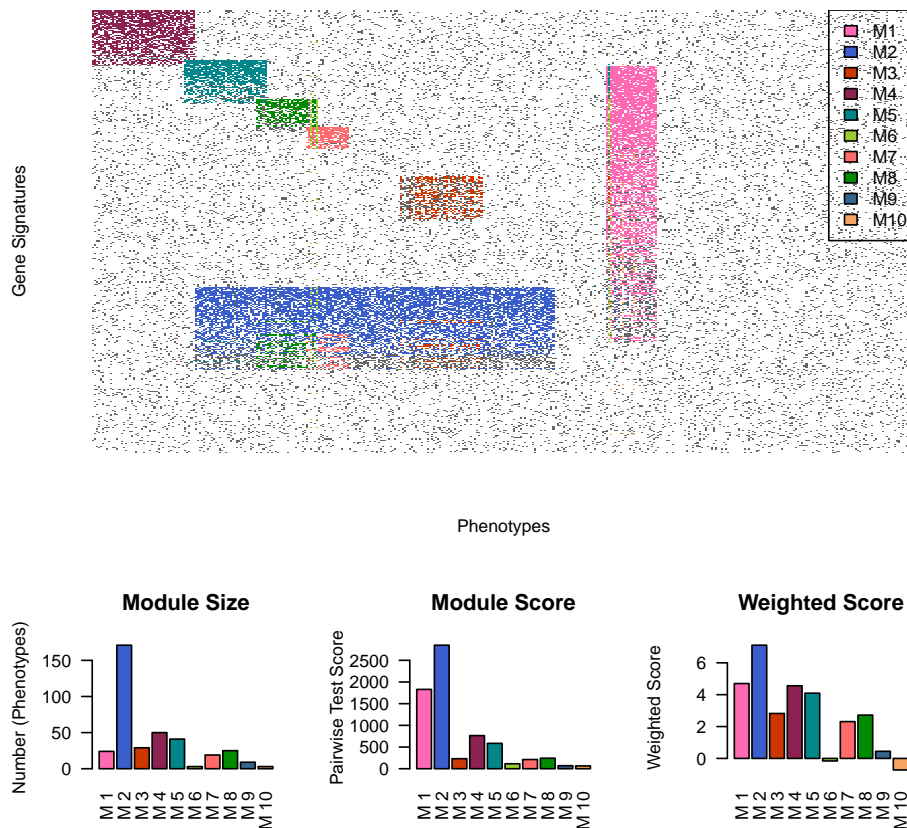 Gene Signatures
M1
M2
M3
M4
M5
M6
M7
M8
M9
M10
Phenotypes
Module Size
Number (Phenotypes)
150
100
50
0
M 1
M 2
M 3
M 4
M 5
M 6
M 7
M 8
M 9
M 10
Module Score
Pairwise Test Score
2500
2000
1500
1000
500
0
M 1
M 2
M 3
M 4
M 5
M 6
M 7
M 8
M 9
M 10
Weighted Score
Weighted Score
6
4
2
0
M 1
M 2
M 3
M 4
M 5
M 6
M 7
M 8
M 9
M 10